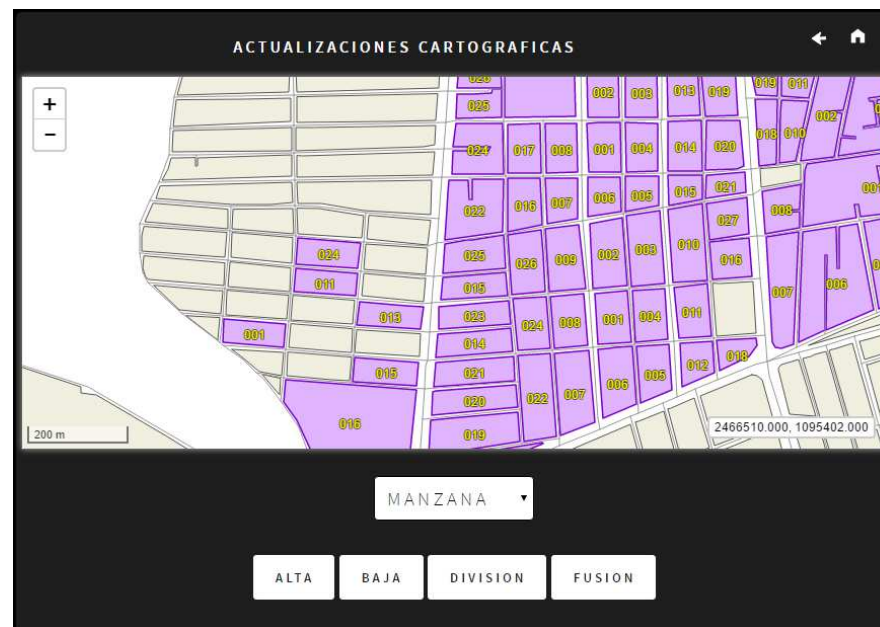 ACTUALIZACIONES CARTOGRAFICAS
+
−
026
002 003 013 019 019 011
025
002
024 017 008 001 004 014 020 018 010
022 016 007 006 005 015 021 008 001
027
024 025 026 009 002 003 010 016
011 015 007 006
013 023 024 008 001 004 011
001 014
015 021 006 005 012 018
020 022 007
016 019
200 m
2466510.000, 1095402.000
MANZANA
ALTA BAJA DIVISION FUSION